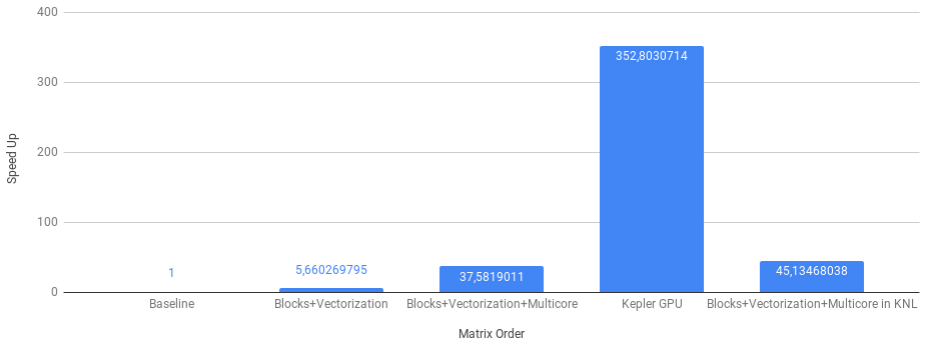 400
300
200
100
0
Speed Up
1
5,660269795
37,5819011
352,8030714
45,13468038
Baseline
Blocks+Vectorization
Blocks+Vectorization+Multicore
Kepler GPU
Blocks+Vectorization+Multicore in KNL
Matrix Order